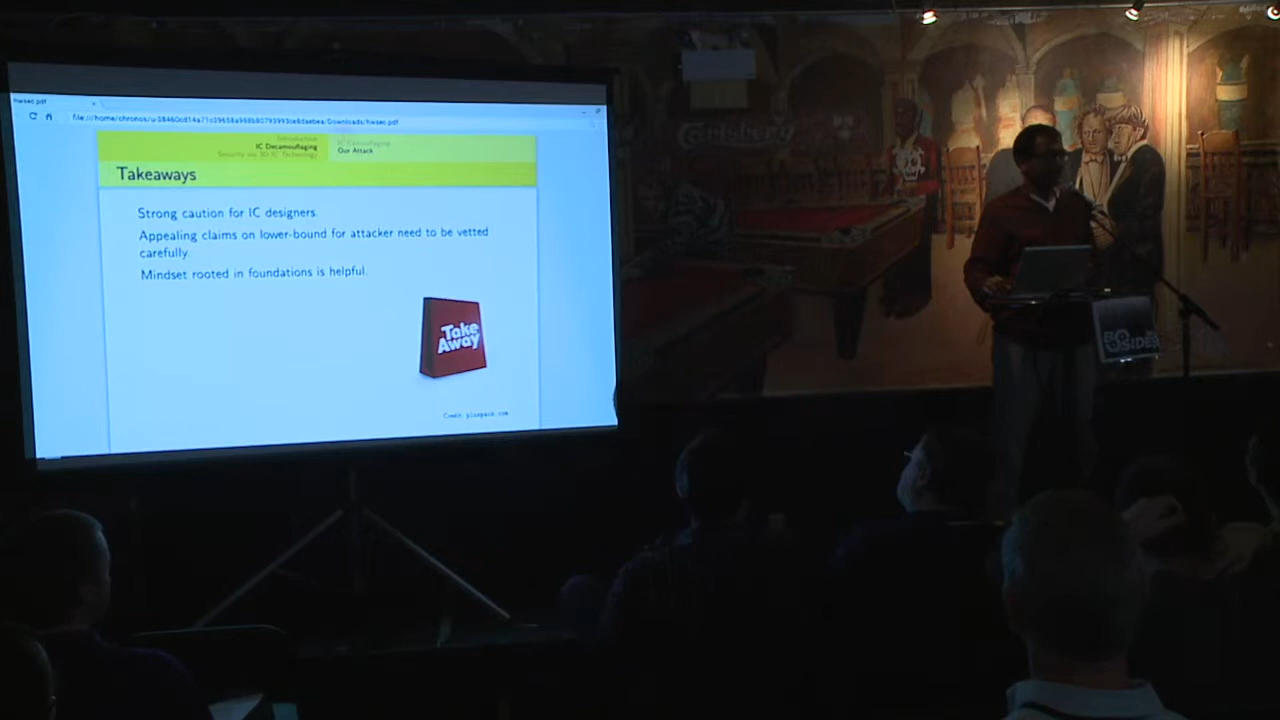 hwsec.pdf
Introduction
IC Decamouflaging
Security via 3D IC Technology
IC Camouflaging
Our Attack
Takeaways
Strong caution for IC designers.
Appealing claims on lower-bound for attacker need to be vetted
carefully.
Mindset rooted in foundations is helpful.
Take
Away
Carlsberg
BSIDES